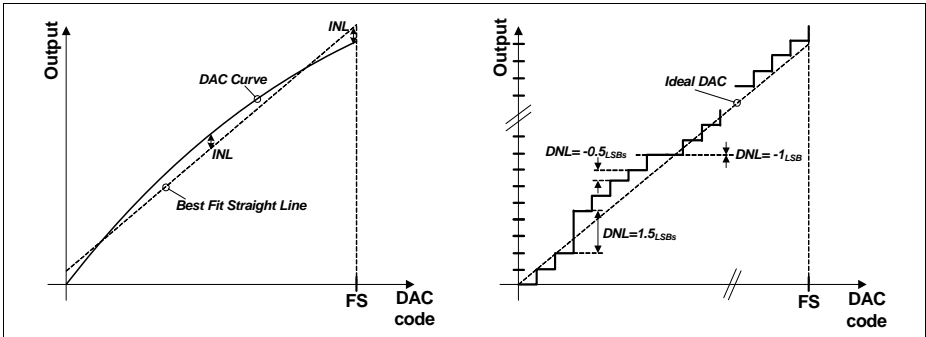 Output
INL
DAC Curve
INL
Best Fit Straight Line
FS
DAC
code
Output
Ideal DAC
DNL= -0.5LSBs
DNL= -1LSB
DNL=1.5LSBs
FS
DAC
code